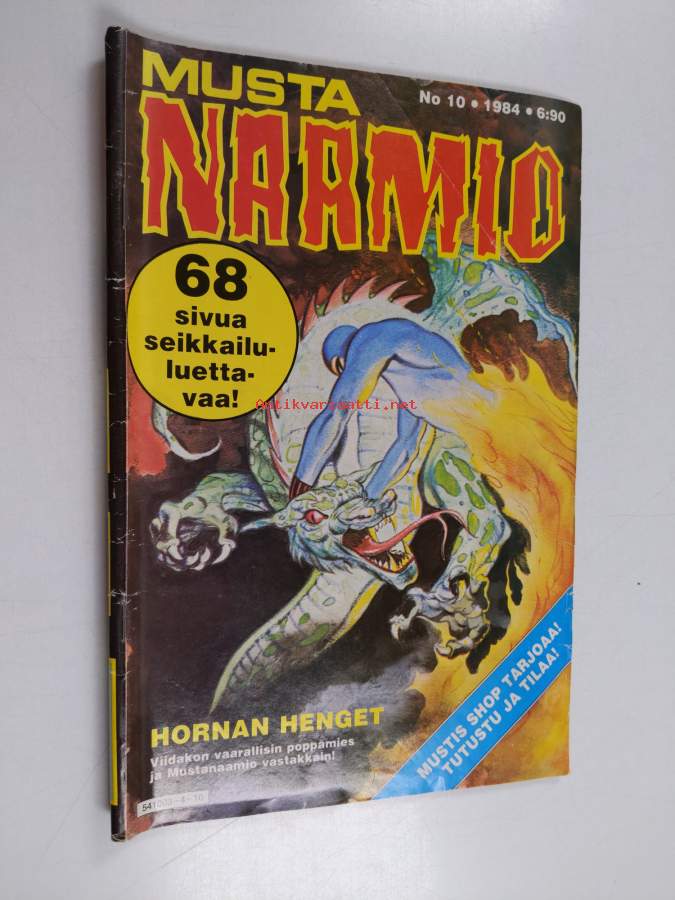 MUSTA
NAAMIO
No 10 • 1984 • 6:90
68
sivua
seikkailu-
luetta-
vaa!
Antikvariaatti.net
HORNAN HENGET
Viidakon vaarallisin poppamies
ja Mustanaamio vastakkain!
MUSTIS SHOP TARJOAA!
TUTUSTU JA TILAA!